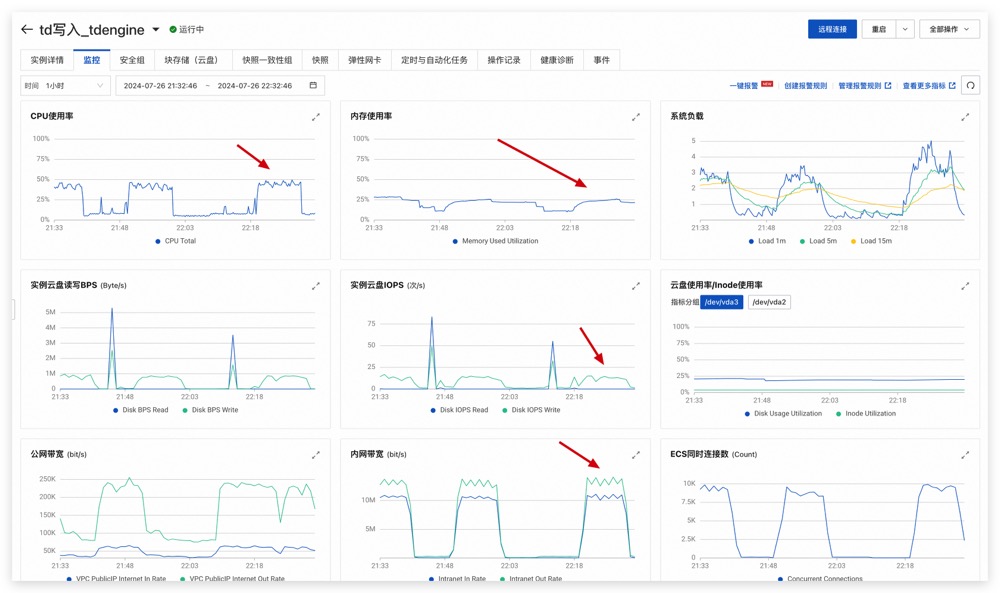 td写入_tdengine 运行中 远程连接 重启 全部操作
实例详情 监控 安全组 块存储（云盘） 快照一致性组 快照 弹性网卡 定时与自动化任务 操作记录 健康诊断 事件
时间 1小时 2024-07-26 21:32:46 ~ 2024-07-26 22:32:46 一键报警 NEW 创建报警规则 管理报警规则 查看更多指标
CPU使用率
100%
75%
50%
25%
0%
21:33 21:48 22:03 22:18
CPU Total
内存使用率
100%
75%
50%
25%
0%
21:33 21:48 22:03 22:18
Memory Used Utilization
系统负载
5
4
3
2
1
21:33 21:48 22:03 22:18
Load 1m Load 5m Load 15m
实例云盘读写BPS (Byte/s)
5M
4M
3M
2M
1M
0
21:33 21:48 22:03 22:18
Disk BPS Read Disk BPS Write
实例云盘IOPS (次/s)
75
50
25
0
21:33 21:48 22:03 22:18
Disk IOPS Read Disk IOPS Write
云盘使用率/Inode使用率
指标分组 /dev/vda3 /dev/vda2
100%
75%
50%
25%
0%
21:33 21:48 22:03 22:18
Disk Usage Utilization Inode Utilization
公网带宽 (bit/s)
250K
200K
150K
100K
50K
21:33 21:48 22:03 22:18
VPC PublicIP Internet In Rate VPC PublicIP Internet Out Rate
内网带宽 (bit/s)
10M
5M
21:33 21:48 22:03 22:18
Intranet In Rate Intranet Out Rate
ECS同时连接数 (Count)
10K
7.5K
5K
2.5K
0
21:33 21:48 22:03 22:18
Concurrent Connections